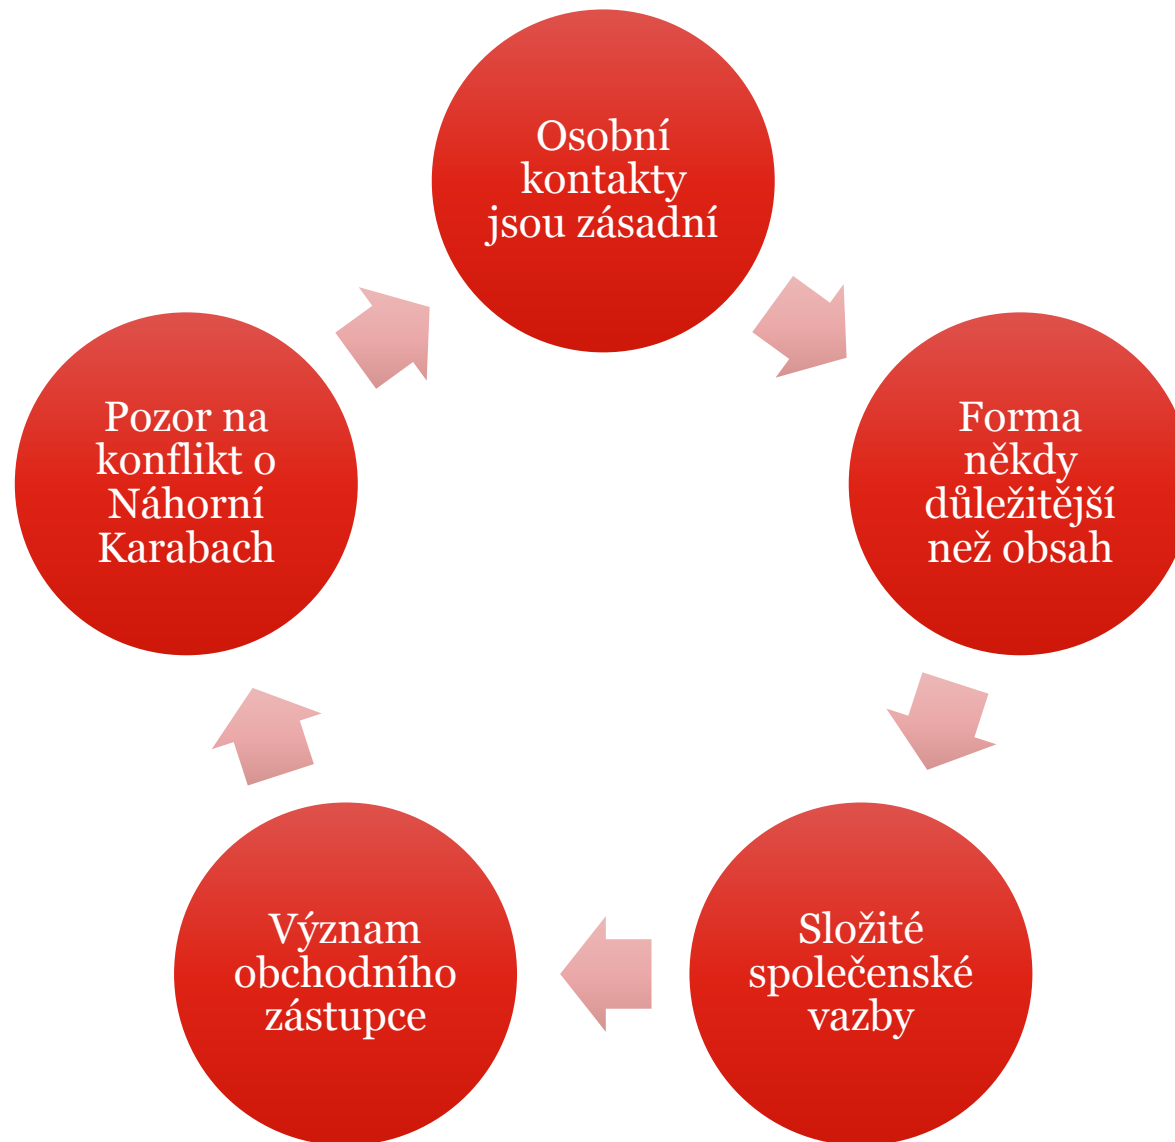 Osobní
kontakty
jsou zásadní
Forma
někdy
důležitější
než obsah
Složité
společenské
vazby
Význam
obchodního
zástupce
Pozor na
konflikt o
Náhorní
Karabach